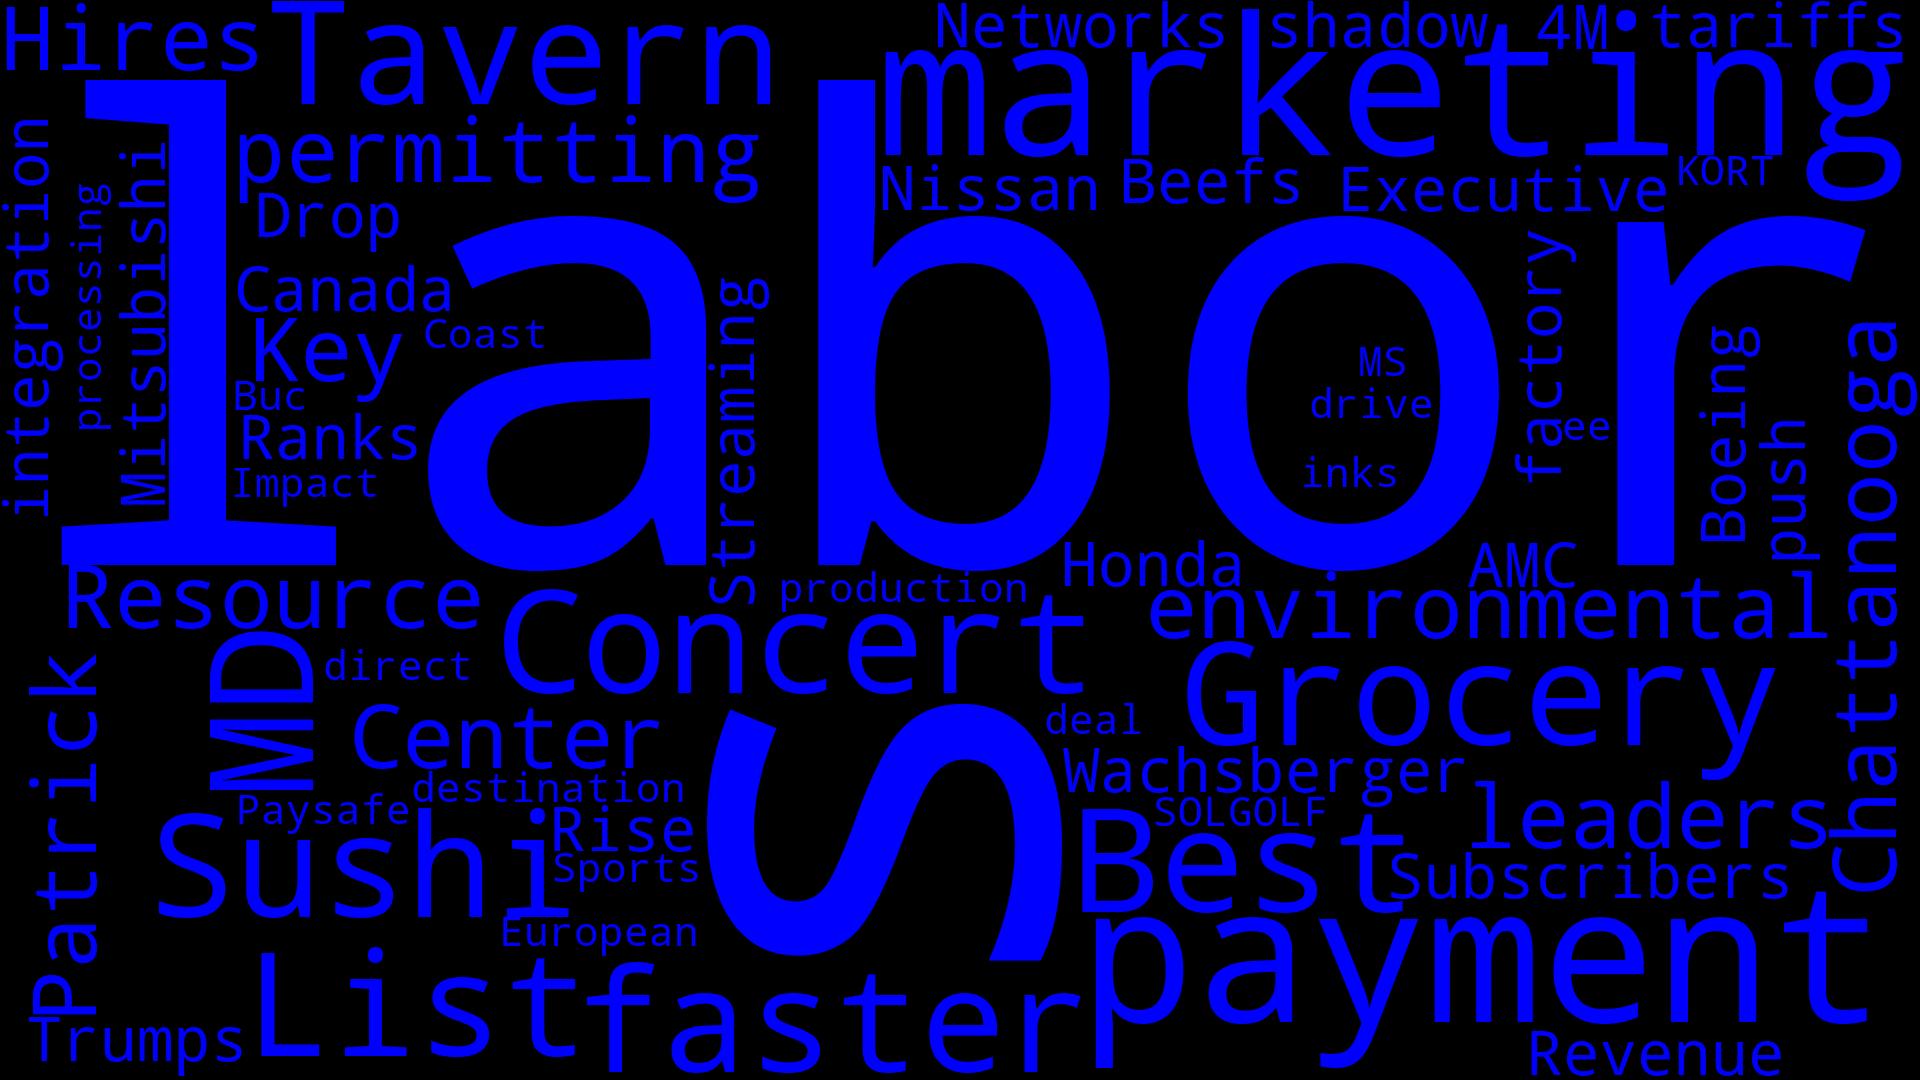 Hires
Tavern
Networks
shadow
4M
tariffs
marketing
permitting
integration
processing
Mitsubishi
labor
Drop
Nissan
Beefs
Executive
KORT
Canada
Key
Coast
Buc
Ranks
Impact
Streaming
MS
drive
inks
factory
ee
Boeing
push
Chattanooga
Resource
production
Honda
AMC
environmental
Concert
Patrick
MD
direct
Center
deal
Grocery
Wachsberger
destination
Paysafe
S
Sushi
Rise
Sports
Best
SOLGOLF
leaders
Subscribers
European
payment
List
faster
Trumps
Revenue